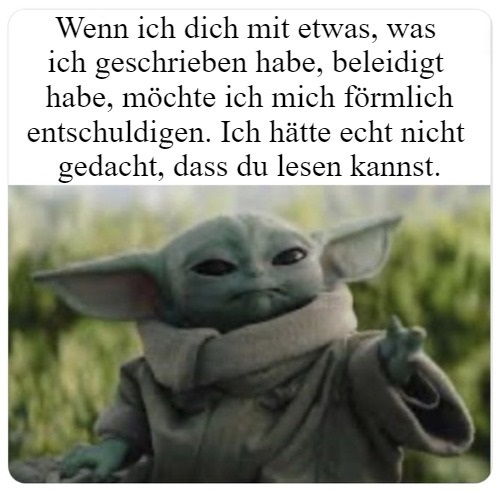 Wenn ich dich mit etwas, was
ich geschrieben habe, beleidigt
habe, möchte ich mich förmlich
entschuldigen. Ich hätte echt nicht
gedacht, dass du lesen kannst.